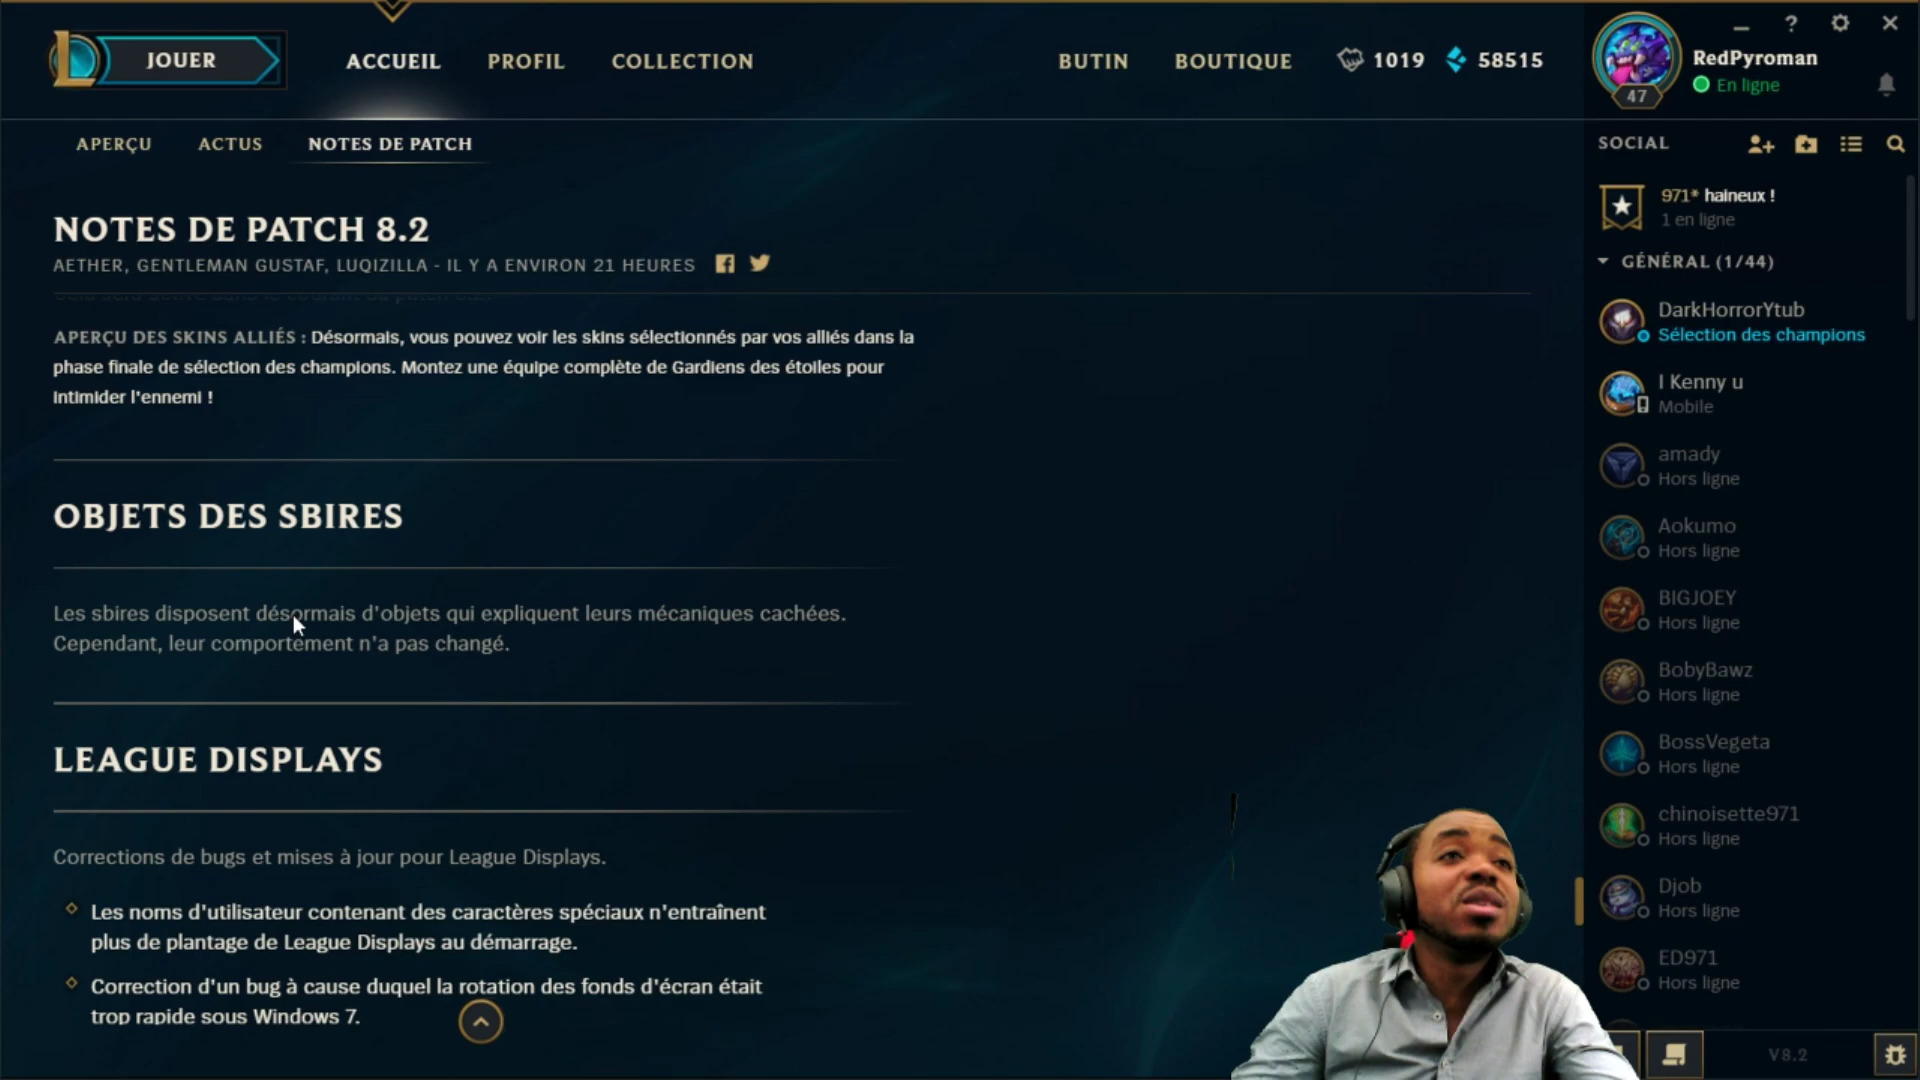 JOUER
ACCUEIL
PROFIL
COLLECTION
BUTIN
BOUTIQUE
1019
58515
?
47
RedPyroman
En ligne
APERÇU
ACTUS
NOTES DE PATCH
NOTES DE PATCH 8.2
AETHER, GENTLEMAN GUSTAF, LUQIZILLA - IL Y A ENVIRON 21 HEURES
APERÇU DES SKINS ALLIÉS : Désormais, vous pouvez voir les skins sélectionnés par vos alliés dans la
phase finale de sélection des champions. Montez une équipe complète de Gardiens des étoiles pour
intimider l'ennemi !
OBJETS DES SBIRES
Les sbires disposent désormais d'objets qui expliquent leurs mécaniques cachées.
Cependant, leur comportement n'a pas changé.
LEAGUE DISPLAYS
Corrections de bugs et mises à jour pour League Displays.
Les noms d'utilisateur contenant des caractères spéciaux n'entraînent
plus de plantage de League Displays au démarrage.
Correction d'un bug à cause duquel la rotation des fonds d'écran était
trop rapide sous Windows 7.
SOCIAL
971* haineux !
1 en ligne
GÉNÉRAL (1/44)
DarkHorrorYtub
Sélection des champions
I Kenny u
Mobile
amady
Hors ligne
Aokumo
Hors ligne
BIGJOEY
Hors ligne
BobyBawz
Hors ligne
BossVegeta
Hors ligne
chinoisette971
Hors ligne
Djob
Hors ligne
ED971
Hors ligne
V8.2